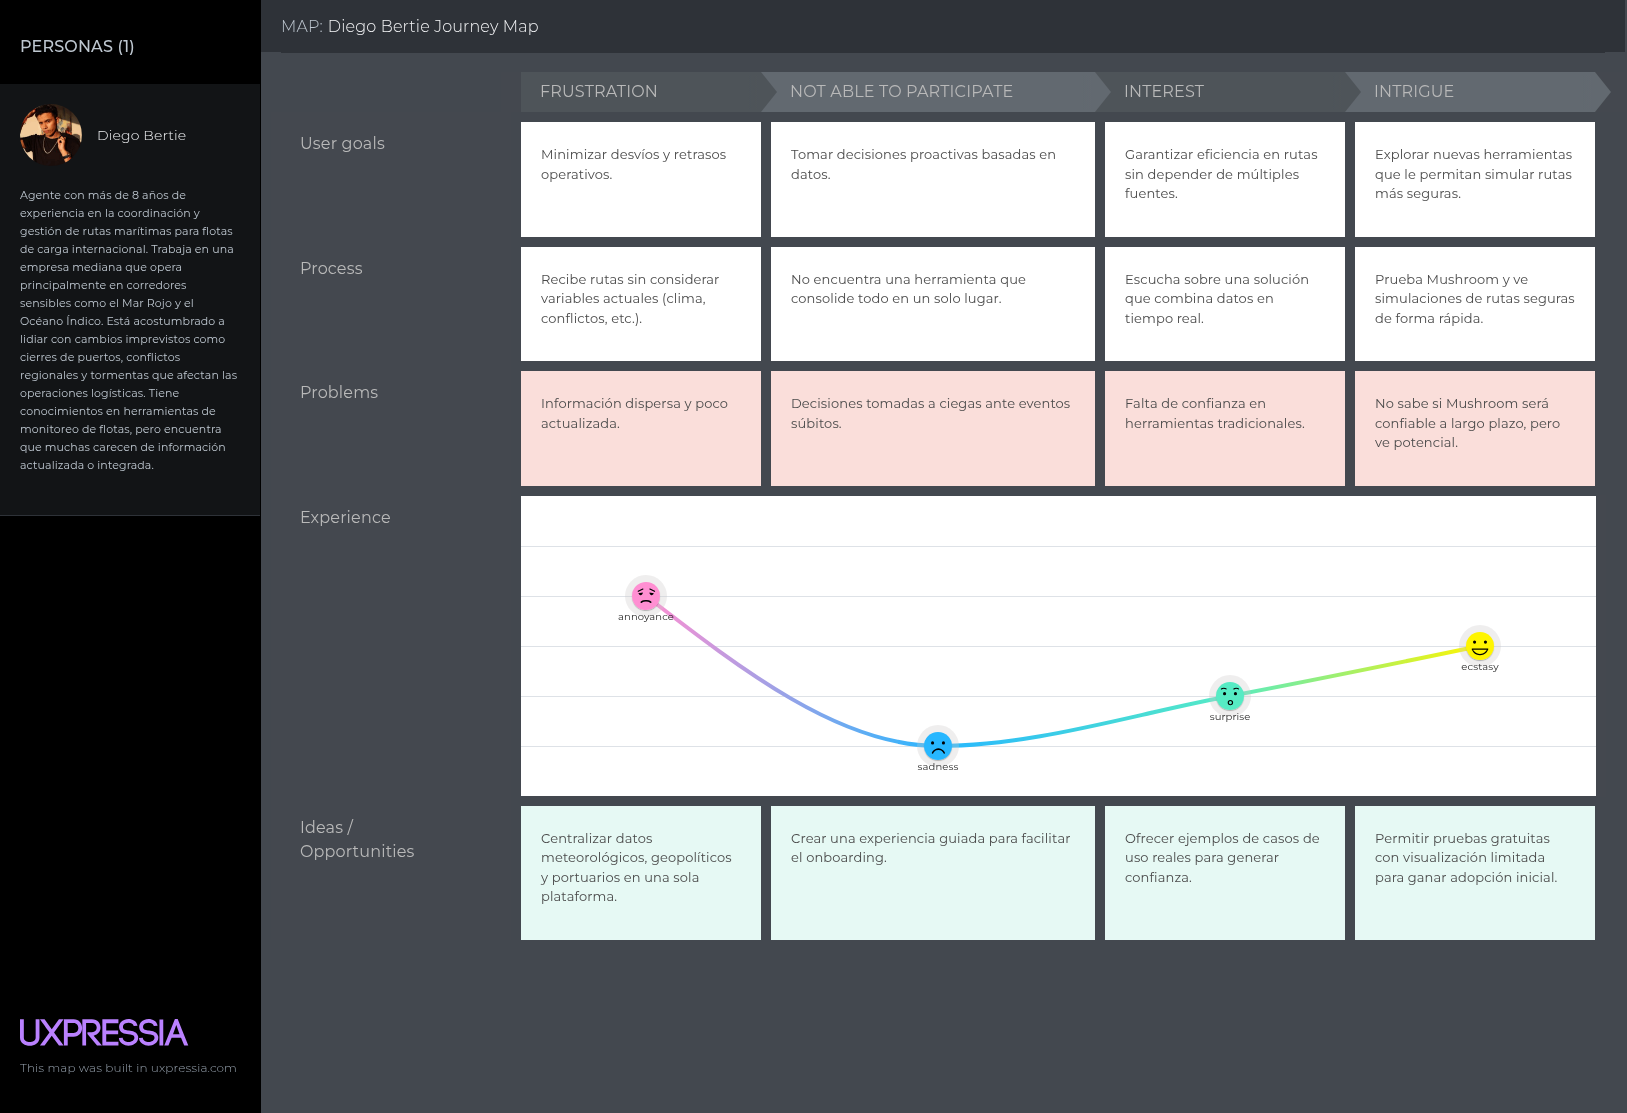 PERSONAS (1)
Diego Bertie
Agente con más de 8 años de
experiencia en la coordinación y
gestión de rutas marítimas para flotas
de carga internacional. Trabaja en una
empresa mediana que opera
principalmente en corredores
sensibles como el Mar Rojo y el
Océano Índico. Está acostumbrado a
lidiar con cambios imprevistos como
cierres de puertos, conflictos
regionales y tormentas que afectan las
operaciones logísticas. Tiene
conocimientos en herramientas de
monitoreo de flotas, pero encuentra
que muchas carecen de información
actualizada o integrada.
UXPRESSIA
This map was built in uxpressia.com
MAP: Diego Bertie Journey Map
FRUSTRATION
NOT ABLE TO PARTICIPATE
INTEREST
INTRIGUE
User goals
Minimizar desvíos y retrasos
operativos.
Tomar decisiones proactivas basadas en
datos.
Garantizar eficiencia en rutas
sin depender de múltiples
fuentes.
Explorar nuevas herramientas
que le permitan simular rutas
más seguras.
Process
Recibe rutas sin considerar
variables actuales (clima,
conflictos, etc.).
No encuentra una herramienta que
consolide todo en un solo lugar.
Escucha sobre una solución
que combina datos en
tiempo real.
Prueba Mushroom y ve
simulaciones de rutas seguras
de forma rápida.
Problems
Información dispersa y poco
actualizada.
Decisiones tomadas a ciegas ante eventos
súbitos.
Falta de confianza en
herramientas tradicionales.
No sabe si Mushroom será
confiable a largo plazo, pero
ve potencial.
Experience
annoyance
sadness
surprise
ecstasy
Ideas /
Opportunities
Centralizar datos
meteorológicos, geopolíticos
y portuarios en una sola
plataforma.
Crear una experiencia guiada para facilitar
el onboarding.
Ofrecer ejemplos de casos de
uso reales para generar
confianza.
Permitir pruebas gratuitas
con visualización limitada
para ganar adopción inicial.